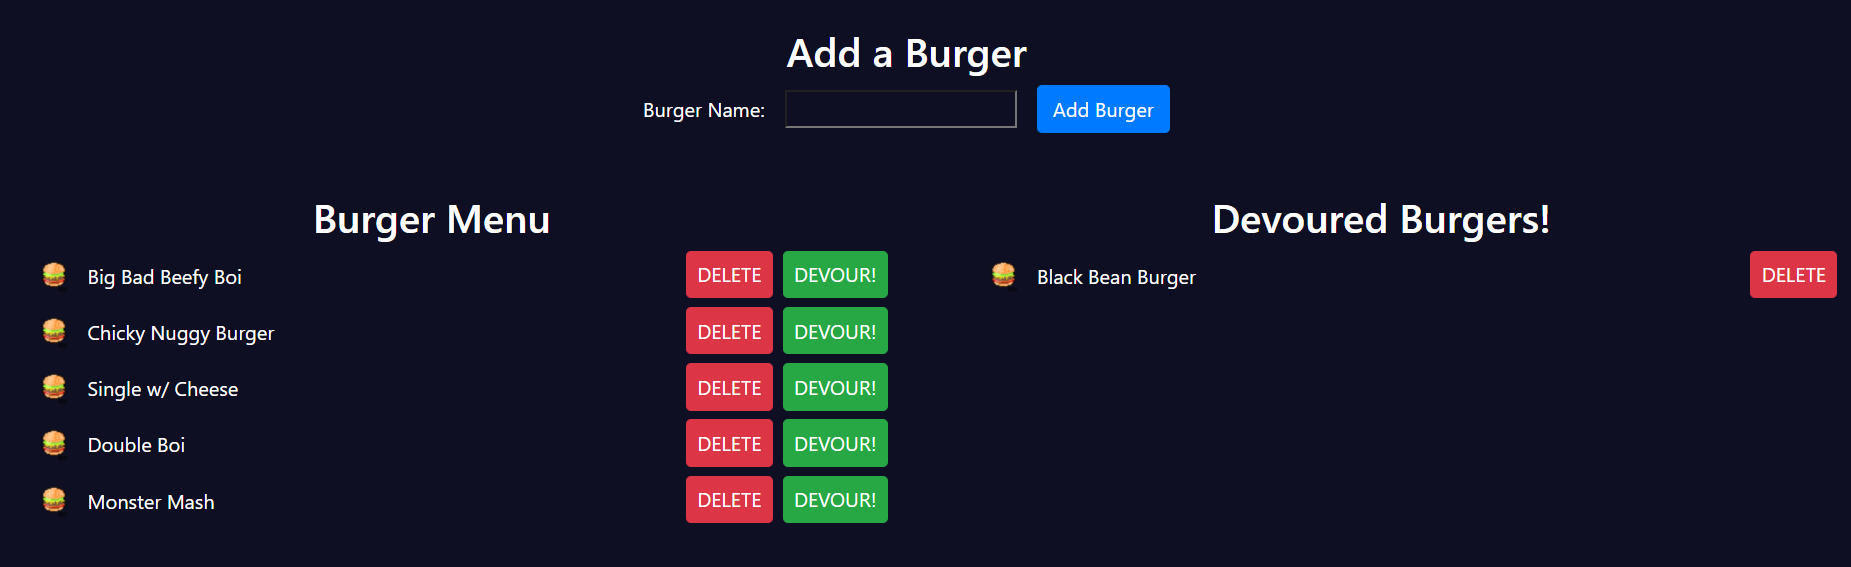 Add a Burger
Burger Name: Add Burger
Burger Menu
Big Bad Beefy Boi DELETE DEVOUR!
Chicky Nuggy Burger DELETE DEVOUR!
Single w/ Cheese DELETE DEVOUR!
Double Boi DELETE DEVOUR!
Monster Mash DELETE DEVOUR!
Devoured Burgers!
Black Bean Burger DELETE